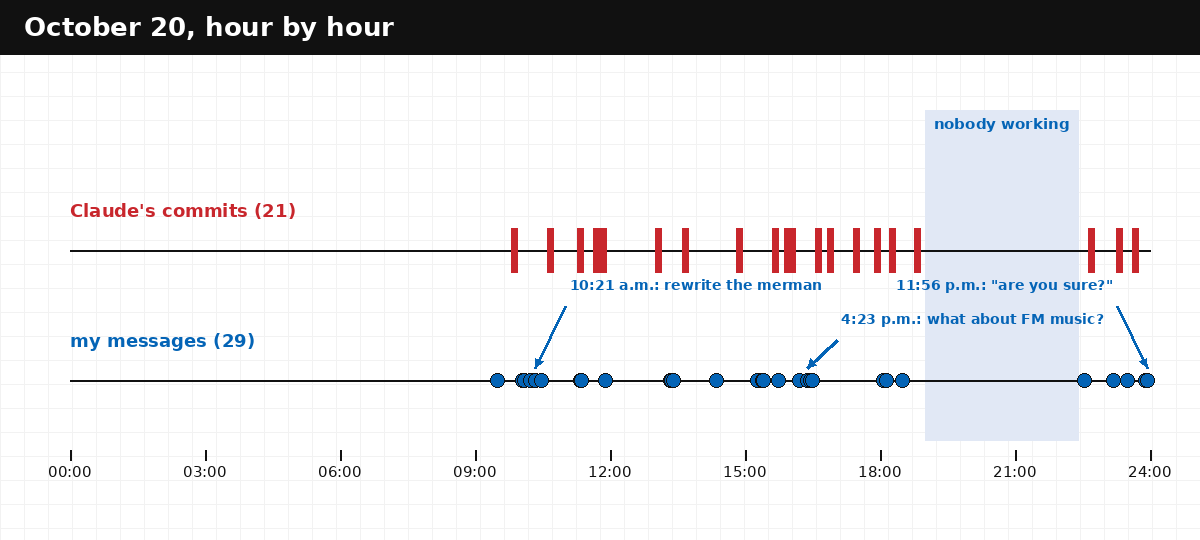 October 20, hour by hour
nobody working
Claude's commits (21)
10:21 a.m.: rewrite the merman
11:56 p.m.: "are you sure?"
4:23 p.m.: what about FM music?
my messages (29)
00:00
03:00
06:00
09:00
12:00
15:00
18:00
21:00
24:00